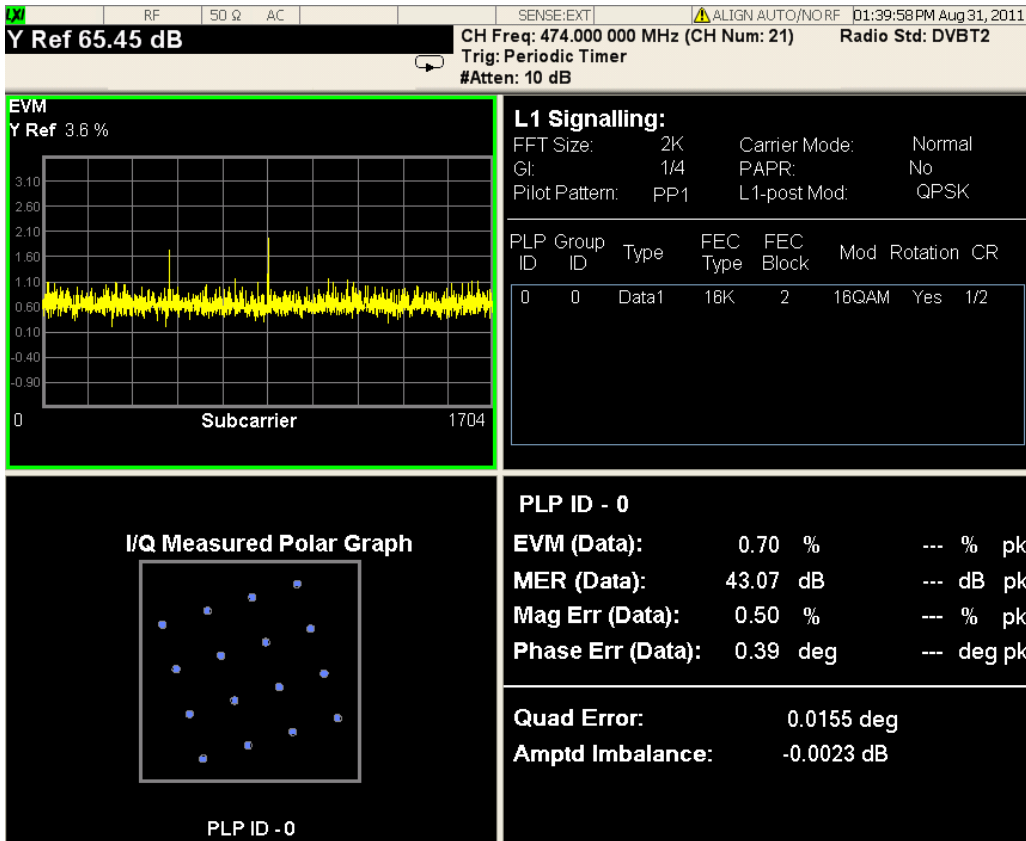 LXI RF 50 Ω AC SENSE:EXT ALIGN AUTO/NO RF 01:39:58 PM Aug 31, 2011
Y Ref 65.45 dB
CH Freq: 474.000 000 MHz (CH Num: 21) Radio Std: DVBT2
Trig: Periodic Timer
#Atten: 10 dB
EVM
Y Ref 3.6 %
3.10
2.60
2.10
1.60
1.10
0.60
0.10
-0.40
-0.90
0 Subcarrier 1704
L1 Signalling:
FFT Size: 2K Carrier Mode: Normal
GI: 1/4 PAPR: No
Pilot Pattern: PP1 L1-post Mod: QPSK
PLP ID Group ID Type FEC Type FEC Block Mod Rotation CR
0 0 Data1 16K 2 16QAM Yes 1/2
I/Q Measured Polar Graph
PLP ID - 0
PLP ID - 0
EVM (Data): 0.70 % --- % pk
MER (Data): 43.07 dB --- dB pk
Mag Err (Data): 0.50 % --- % pk
Phase Err (Data): 0.39 deg --- deg pk
Quad Error: 0.0155 deg
Amptd Imbalance: -0.0023 dB